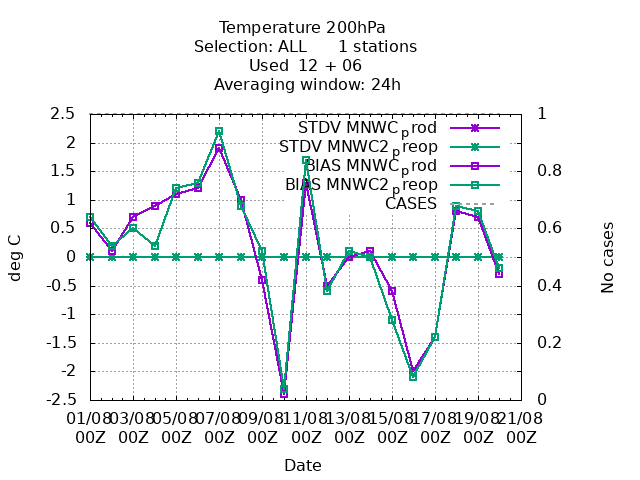 Temperature 200hPa
Selection: ALL 1 stations
Used 12 + 06
Averaging window: 24h
2.5
2
1.5
1
0.5
0
-0.5
-1
-1.5
-2
-2.5
deg C
STDV MNWC_prod
STDV MNWC2_preop
BIAS MNWC_prod
BIAS MNWC2_preop
CASES
1
0.8
0.6
0.4
0.2
0
No cases
01/08 03/08 05/08 07/08 09/08 11/08 13/08 15/08 17/08 19/08 21/08
00Z 00Z 00Z 00Z 00Z 00Z 00Z 00Z 00Z 00Z 00Z
Date